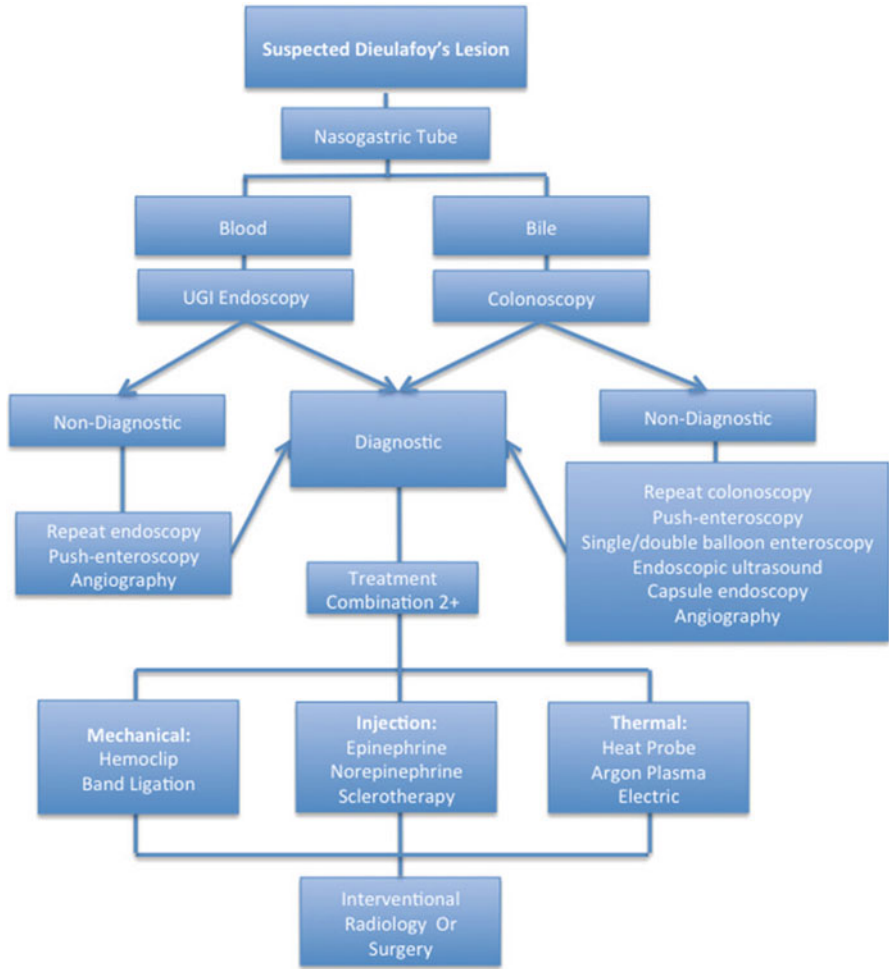 Suspected Dieulafoy's Lesion
Nasogastric Tube
Blood
Bile
UGI Endoscopy
Colonoscopy
Non-Diagnostic
Diagnostic
Non-Diagnostic
Repeat endoscopy
Push-enteroscopy
Angiography
Repeat colonoscopy
Push-enteroscopy
Single/double balloon enteroscopy
Endoscopic ultrasound
Capsule endoscopy
Angiography
Treatment
Combination 2+
Mechanical:
Hemoclip
Band Ligation
Injection:
Epinephrine
Norepinephrine
Sclerotherapy
Thermal:
Heat Probe
Argon Plasma
Electric
Interventional
Radiology Or
Surgery